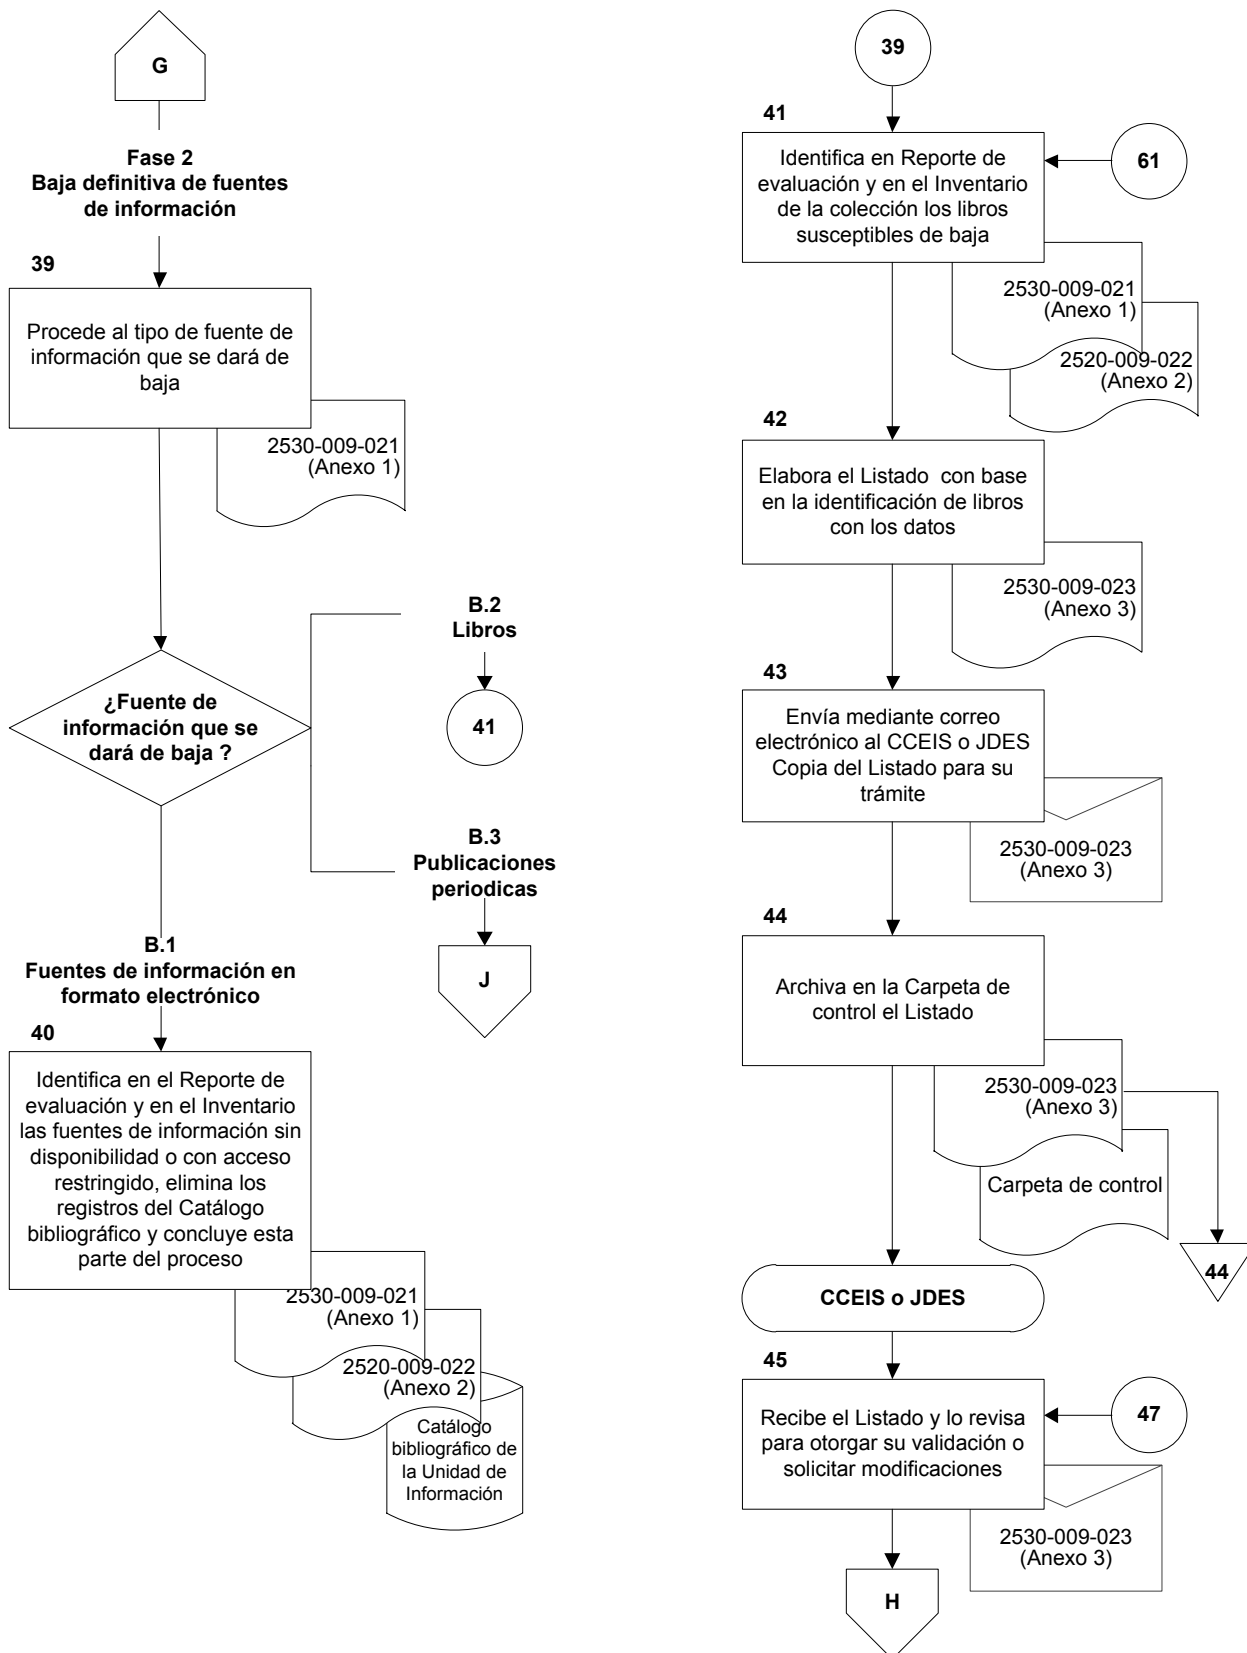 G
Fase 2
Baja definitiva de fuentes
de información
39
Procede al tipo de fuente de
información que se dará de
baja
2530-009-021
(Anexo 1)
¿Fuente de
información que se
dará de baja ?
B.2
Libros
41
B.3
Publicaciones
periodicas
J
B.1
Fuentes de información en
formato electrónico
40
Identifica en el Reporte de
evaluación y en el Inventario
las fuentes de información sin
disponibilidad o con acceso
restringido, elimina los
registros del Catálogo
bibliográfico y concluye esta
parte del proceso
2530-009-021
(Anexo 1)
2520-009-022
(Anexo 2)
Catálogo
bibliográfico de
la Unidad de
Información
39
41
Identifica en Reporte de
evaluación y en el Inventario
de la colección los libros
susceptibles de baja
61
2530-009-021
(Anexo 1)
2520-009-022
(Anexo 2)
42
Elabora el Listado  con base
en la identificación de libros
con los datos
2530-009-023
(Anexo 3)
43
Envía mediante correo
electrónico al CCEIS o JDES
Copia del Listado para su
trámite
2530-009-023
(Anexo 3)
44
Archiva en la Carpeta de
control el Listado
2530-009-023
(Anexo 3)
Carpeta de control
44
CCEIS o JDES
45
Recibe el Listado y lo revisa
para otorgar su validación o
solicitar modificaciones
47
2530-009-023
(Anexo 3)
H